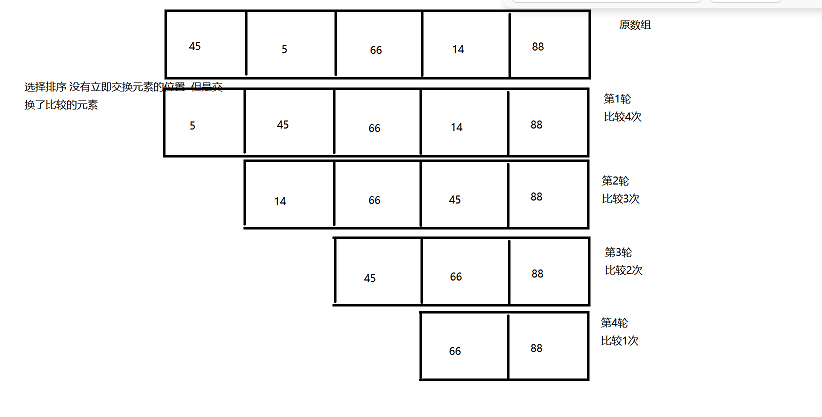 45 5 66 14 88 原数组
选择排序 没有立即交换元素的位置 但是交
换了比较的元素
5 45 66 14 88 第1轮
比较4次
14 66 45 88 第2轮
比较3次
45 66 88 第3轮
比较2次
66 88 第4轮
比较1次